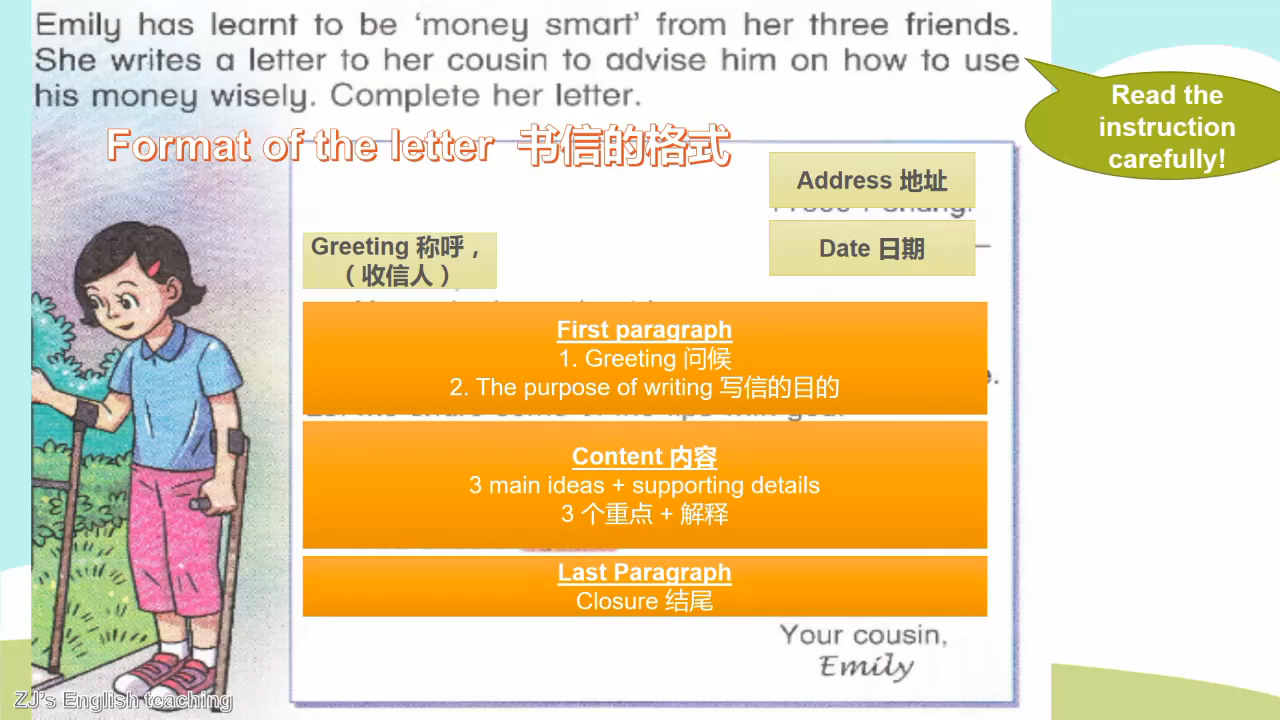 Emily has learnt to be ‘money smart’ from her three friends.
She writes a letter to her cousin to advise him on how to use
his money wisely. Complete her letter.
Read the
instruction
carefully!
Format of the letter 书信的格式
Address 地址
Date 日期
Greeting 称呼，
（收信人）
First paragraph
1. Greeting 问候
2. The purpose of writing 写信的目的
Content 内容
3 main ideas + supporting details
3 个重点 + 解释
Last Paragraph
Closure 结尾
Your cousin,
Emily
ZJ's English teaching